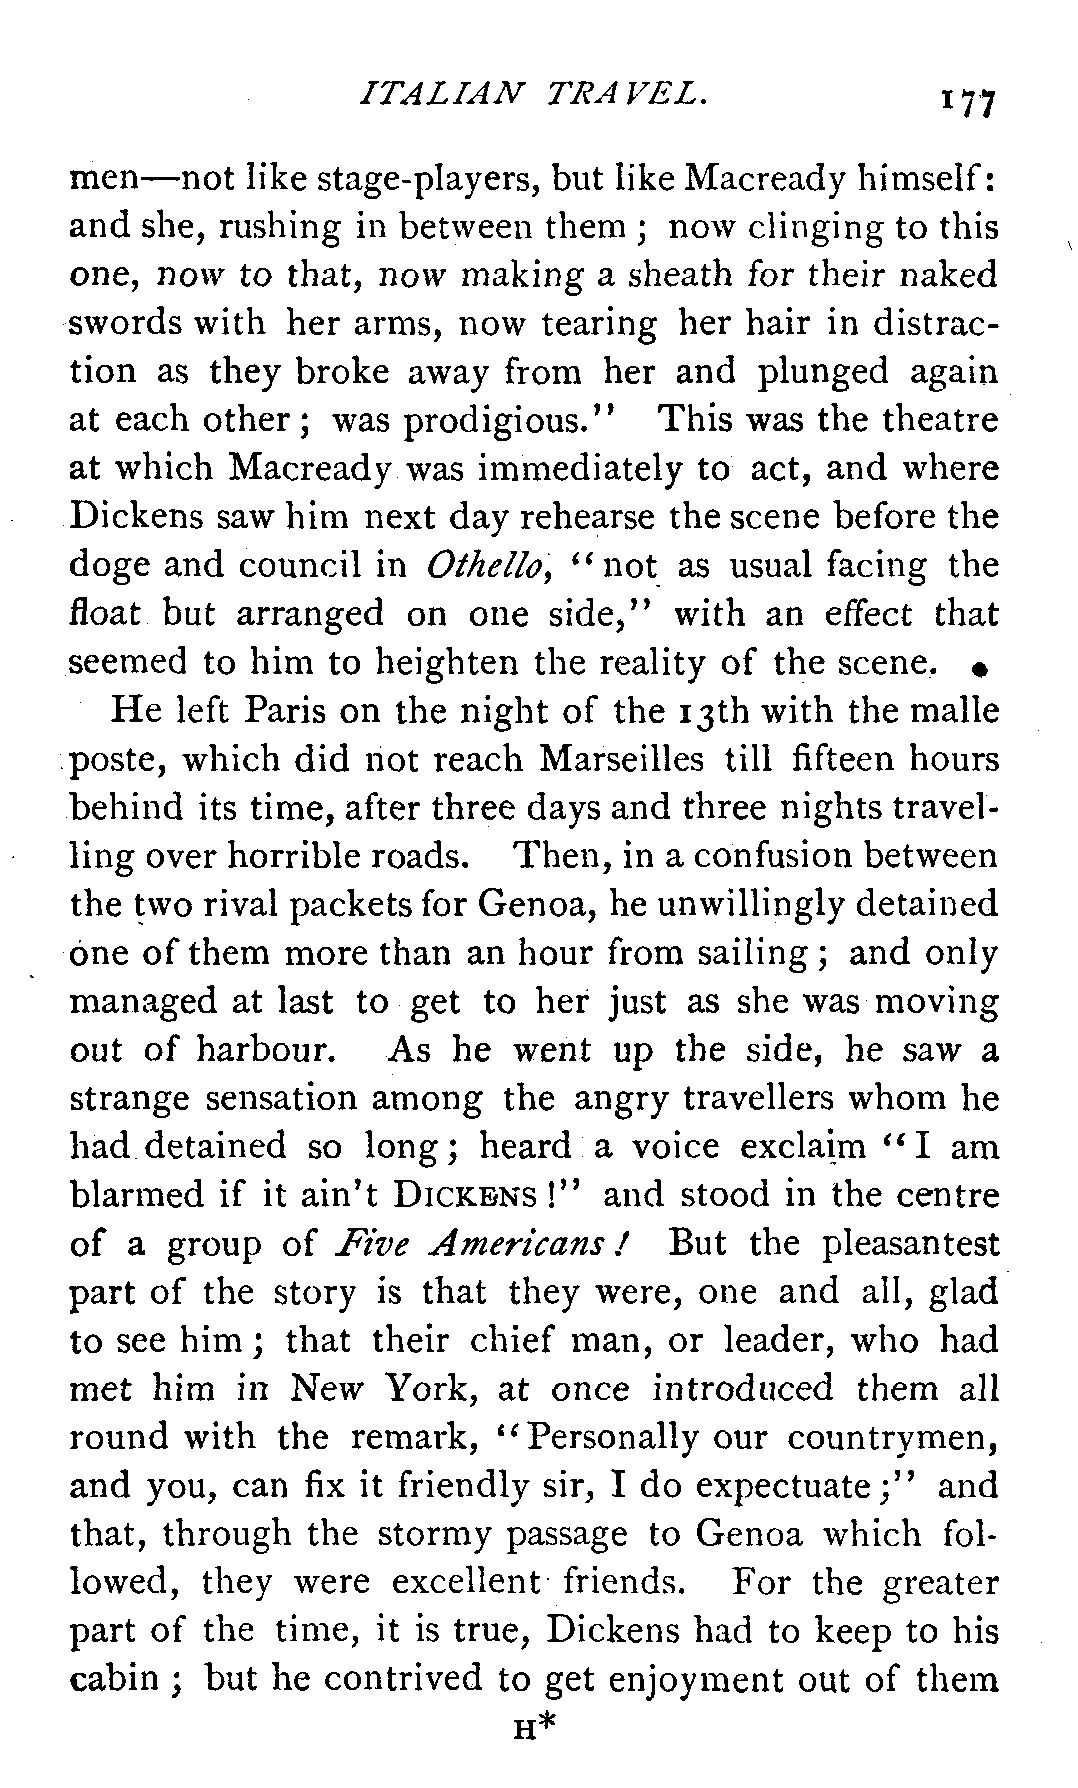 ITALIAN TRAVEL. 177
men—not like stage-players, but like Macready himself:
and she, rushing in between them ; now clinging to this
one, now to that, now making a sheath for their naked
swords with her arms, now tearing her hair in distrac-
tion as they broke away from her and plunged again
at each other ; was prodigious." This was the theatre
at which Macready was immediately to act, and where
Dickens saw him next day rehearse the scene before the
doge and council in Othello, "not as usual facing the
float but arranged on one side," with an effect that
seemed to him to heighten the reality of the scene.
He left Paris on the night of the 13th with the malle
poste, which did not reach Marseilles till fifteen hours
behind its time, after three days and three nights travel-
ling over horrible roads. Then, in a confusion between
the two rival packets for Genoa, he unwillingly detained
one of them more than an hour from sailing ; and only
managed at last to get to her just as she was moving
out of harbour. As he went up the side, he saw a
strange sensation among the angry travellers whom he
had detained so long ; heard a voice exclaim "I am
blarmed if it ain't DICKENS !" and stood in the centre
of a group of Five Americans ! But the pleasantest
part of the story is that they were, one and all, glad
to see him ; that their chief man, or leader, who had
met him in New York, at once introduced them all
round with the remark, "Personally our countrymen,
and you, can fix it friendly sir, I do expectuate ;" and
that, through the stormy passage to Genoa which fol-
lowed, they were excellent friends. For the greater
part of the time, it is true, Dickens had to keep to his
cabin ; but he contrived to get enjoyment out of them
H*